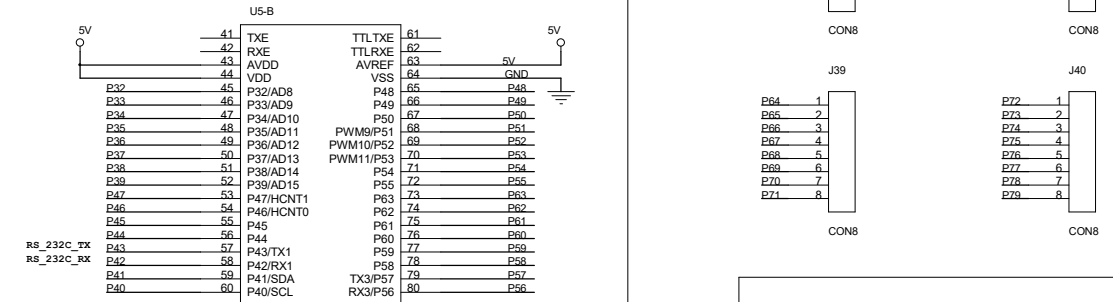 U5-B
5V 5V
41 TXE TTLTXE 61
42 RXE TTLRXE 62
43 AVDD AVREF 63 5V
44 VDD VSS 64 GND
P32 45 P32/AD8 P48 65 P48
P33 46 P33/AD9 P49 66 P49
P34 47 P34/AD10 P50 67 P50
P35 48 P35/AD11 PWM9/P51 68 P51
P36 49 P36/AD12 PWM10/P52 69 P52
P37 50 P37/AD13 PWM11/P53 70 P53
P38 51 P38/AD14 P54 71 P54
P39 52 P39/AD15 P55 72 P55
P47 53 P47/HCNT1 P63 73 P63
P46 54 P46/HCNT0 P62 74 P62
P45 55 P45 P61 75 P61
P44 56 P44 P60 76 P60
RS_232C_TX P43 57 P43/TX1 P59 77 P59
RS_232C_RX P42 58 P42/RX1 P58 78 P58
P41 59 P41/SDA TX3/P57 79 P57
P40 60 P40/SCL RX3/P56 80 P56
CON8 CON8
J39 J40
P64 1 P72 1
P65 2 P73 2
P66 3 P74 3
P67 4 P75 4
P68 5 P76 5
P69 6 P77 6
P70 7 P78 7
P71 8 P79 8
CON8 CON8